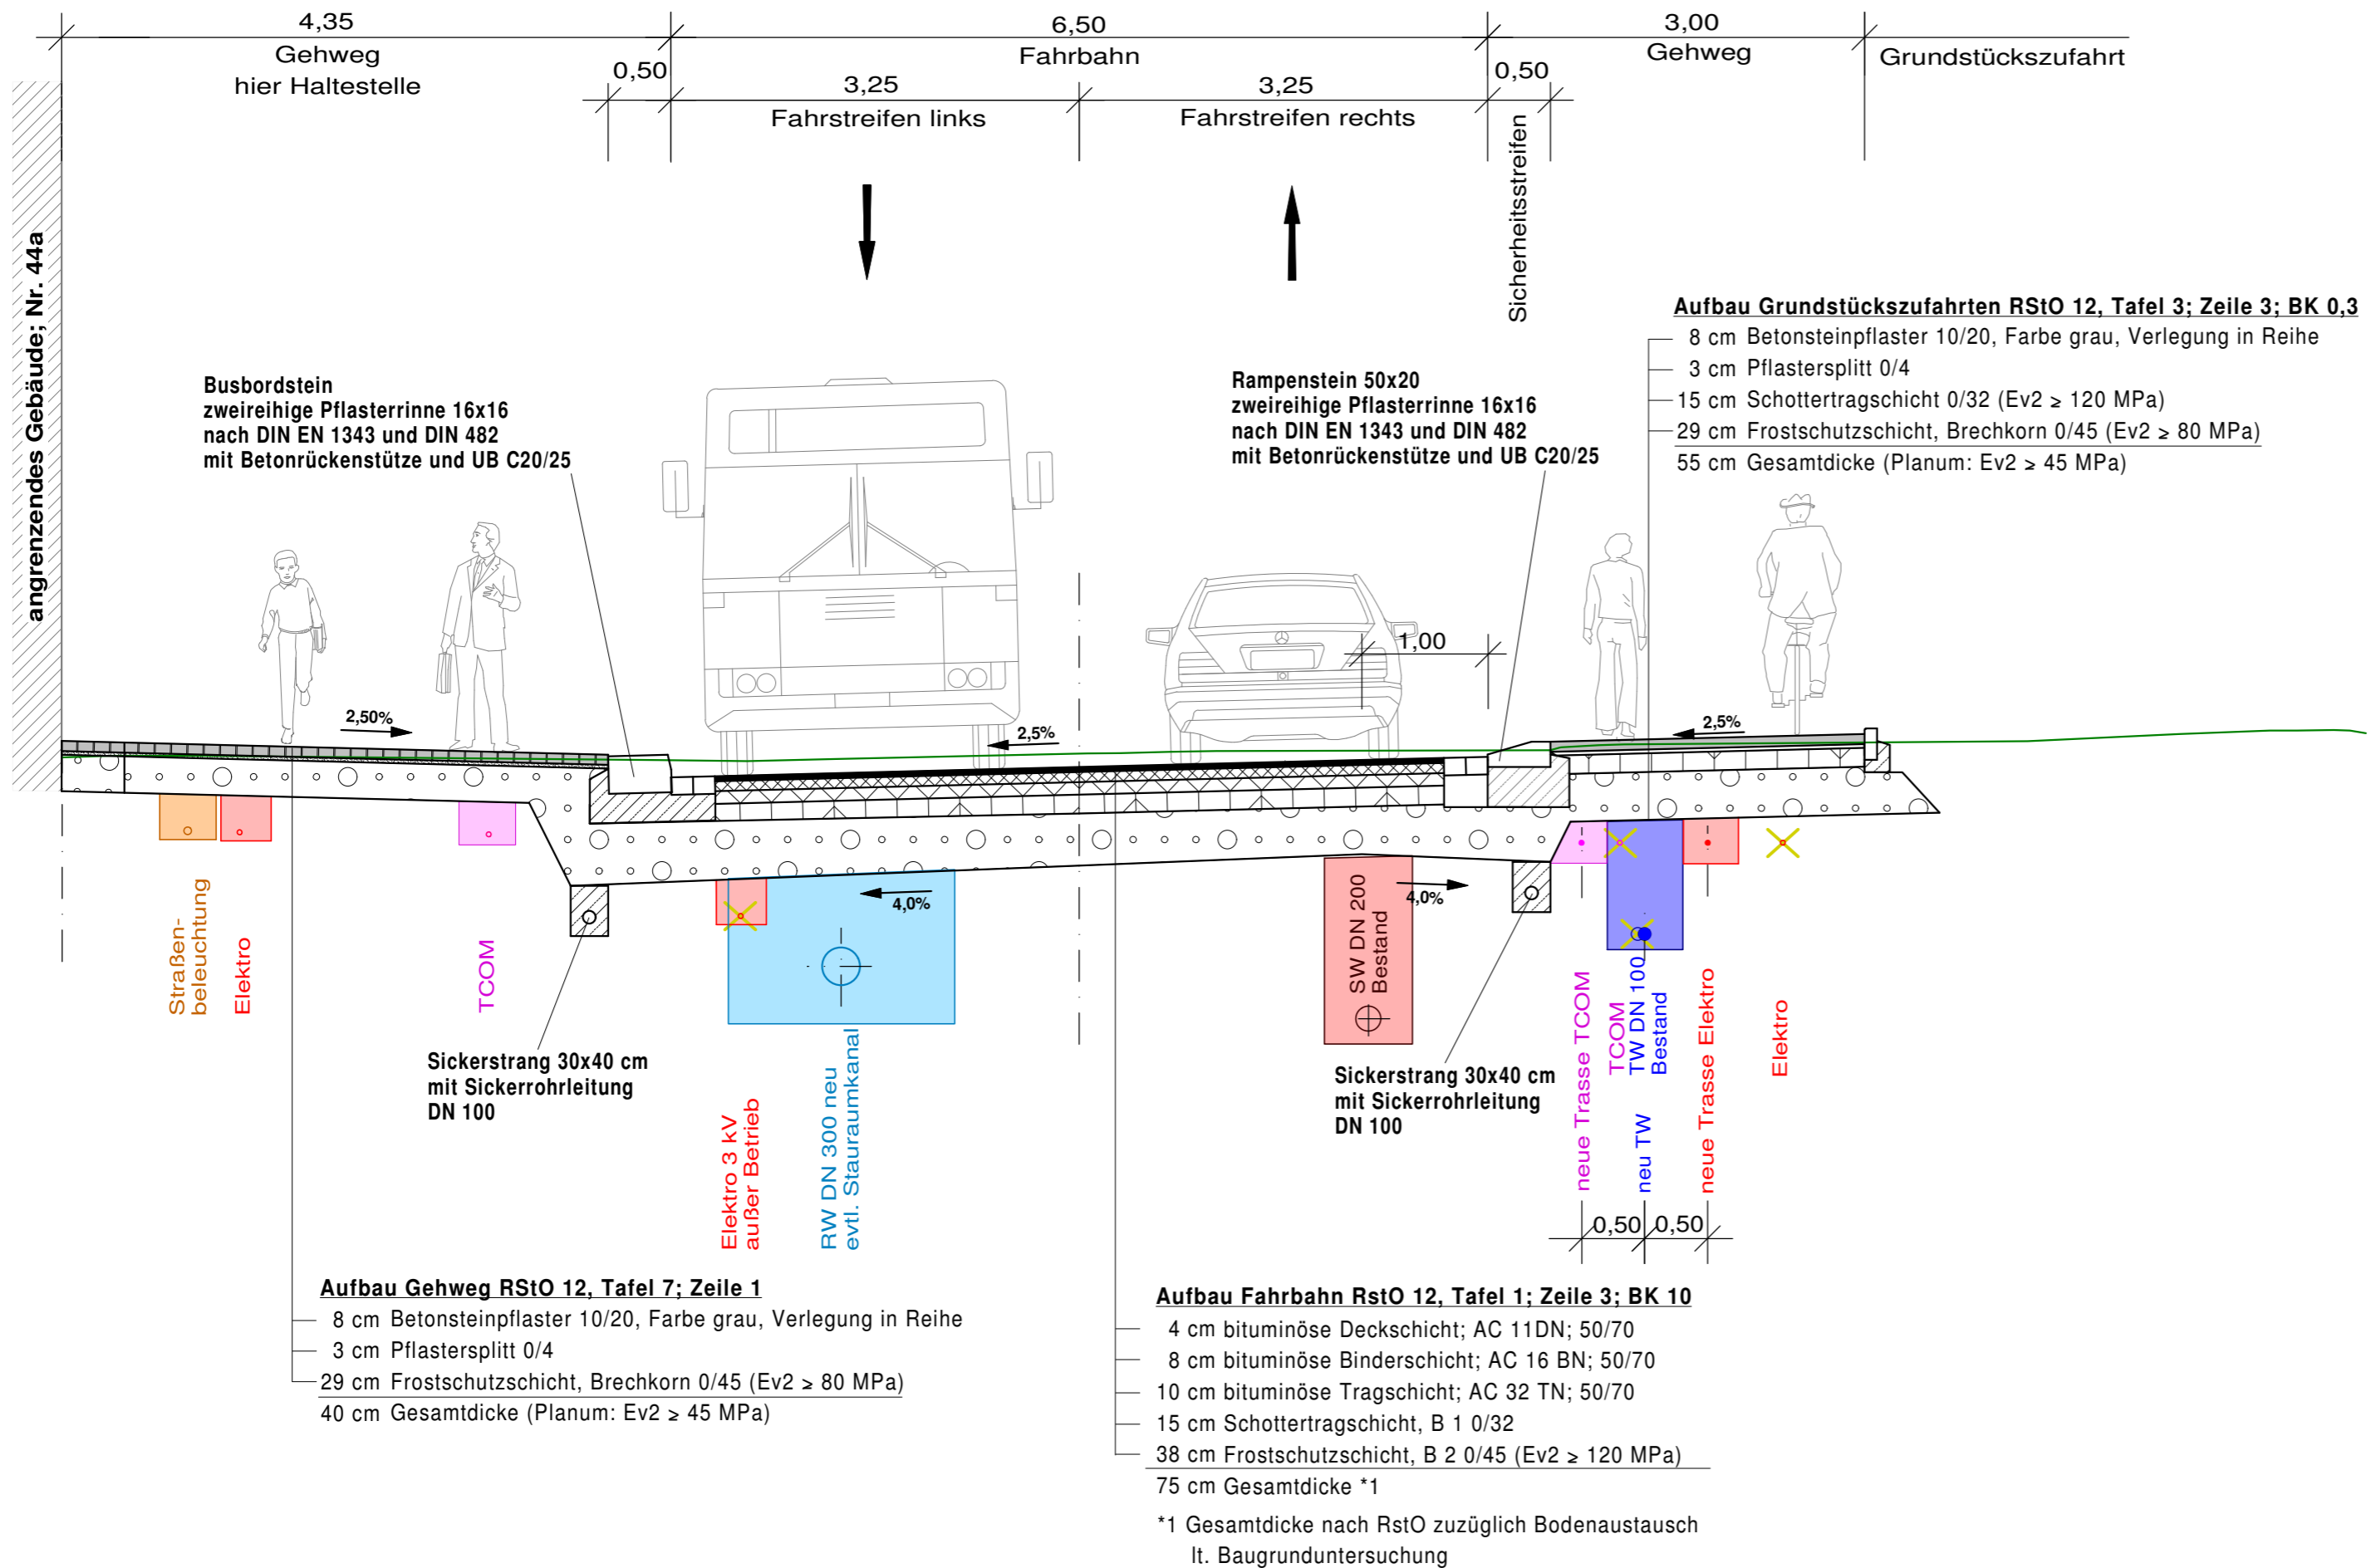 4,35
6,50
3,00
Gehweg
hier Haltestelle
Fahrbahn
Gehweg
Grundstückszufahrt
0,50
3,25
3,25
0,50
Fahrstreifen links
Fahrstreifen rechts
Sicherheitsstreifen
angrenzendes Gebäude; Nr. 44a
Aufbau Grundstückszufahrten RStO 12, Tafel 3; Zeile 3; BK 0,3
8 cm Betonsteinpflaster 10/20, Farbe grau, Verlegung in Reihe
3 cm Pflastersplitt 0/4
15 cm Schottertragschicht 0/32 (Ev2 ≥ 120 MPa)
29 cm Frostschutzschicht, Brechkorn 0/45 (Ev2 ≥ 80 MPa)
55 cm Gesamtdicke (Planum: Ev2 ≥ 45 MPa)
Busbordstein
zweireihige Pflasterrinne 16x16
nach DIN EN 1343 und DIN 482
mit Betonrückenstütze und UB C20/25
Rampenstein 50x20
zweireihige Pflasterrinne 16x16
nach DIN EN 1343 und DIN 482
mit Betonrückenstütze und UB C20/25
1,00
2,50%
2,5%
2,5%
4,0%
4,0%
Straßen-
beleuchtung
Elektro
TCOM
SW DN 200
Bestand
Sickerstrang 30x40 cm
mit Sickerrohrleitung
DN 100
Elektro 3 kV
außer Betrieb
RW DN 300 neu
evtl. Stauraumkanal
Sickerstrang 30x40 cm
mit Sickerrohrleitung
DN 100
neue Trasse TCOM
TCOM
TW DN 100
Bestand
neu TW
neue Trasse Elektro
Elektro
0,50
0,50
Aufbau Gehweg RStO 12, Tafel 7; Zeile 1
8 cm Betonsteinpflaster 10/20, Farbe grau, Verlegung in Reihe
3 cm Pflastersplitt 0/4
29 cm Frostschutzschicht, Brechkorn 0/45 (Ev2 ≥ 80 MPa)
40 cm Gesamtdicke (Planum: Ev2 ≥ 45 MPa)
Aufbau Fahrbahn RstO 12, Tafel 1; Zeile 3; BK 10
4 cm bituminöse Deckschicht; AC 11DN; 50/70
8 cm bituminöse Binderschicht; AC 16 BN; 50/70
10 cm bituminöse Tragschicht; AC 32 TN; 50/70
15 cm Schottertragschicht, B 1 0/32
38 cm Frostschutzschicht, B 2 0/45 (Ev2 ≥ 120 MPa)
75 cm Gesamtdicke *1
*1 Gesamtdicke nach RstO zuzüglich Bodenaustausch
lt. Baugrunduntersuchung